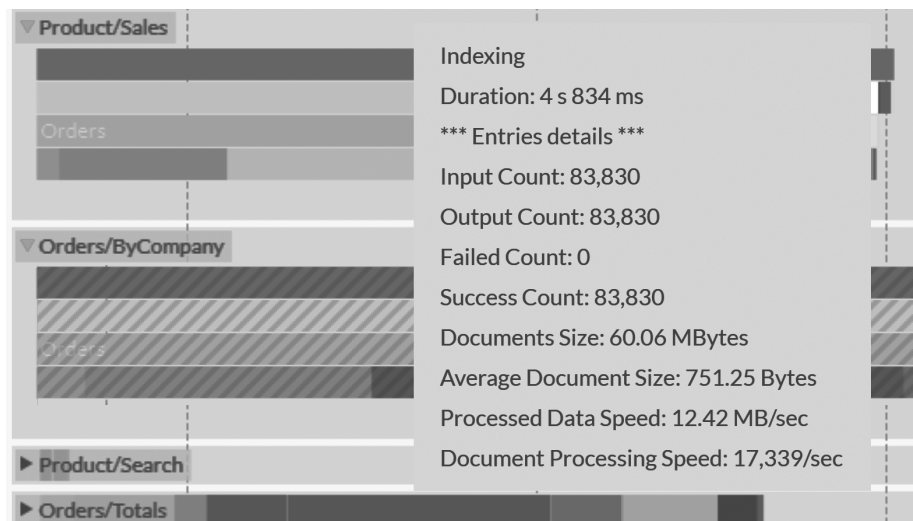 Product/Sales
Orders
Orders/ByCompany
Orders
Product/Search
Orders/Totals
Indexing
Duration: 4 s 834 ms
*** Entries details ***
Input Count: 83,830
Output Count: 83,830
Failed Count: 0
Success Count: 83,830
Documents Size: 60.06 MBytes
Average Document Size: 751.25 Bytes
Processed Data Speed: 12.42 MB/sec
Document Processing Speed: 17,339/sec